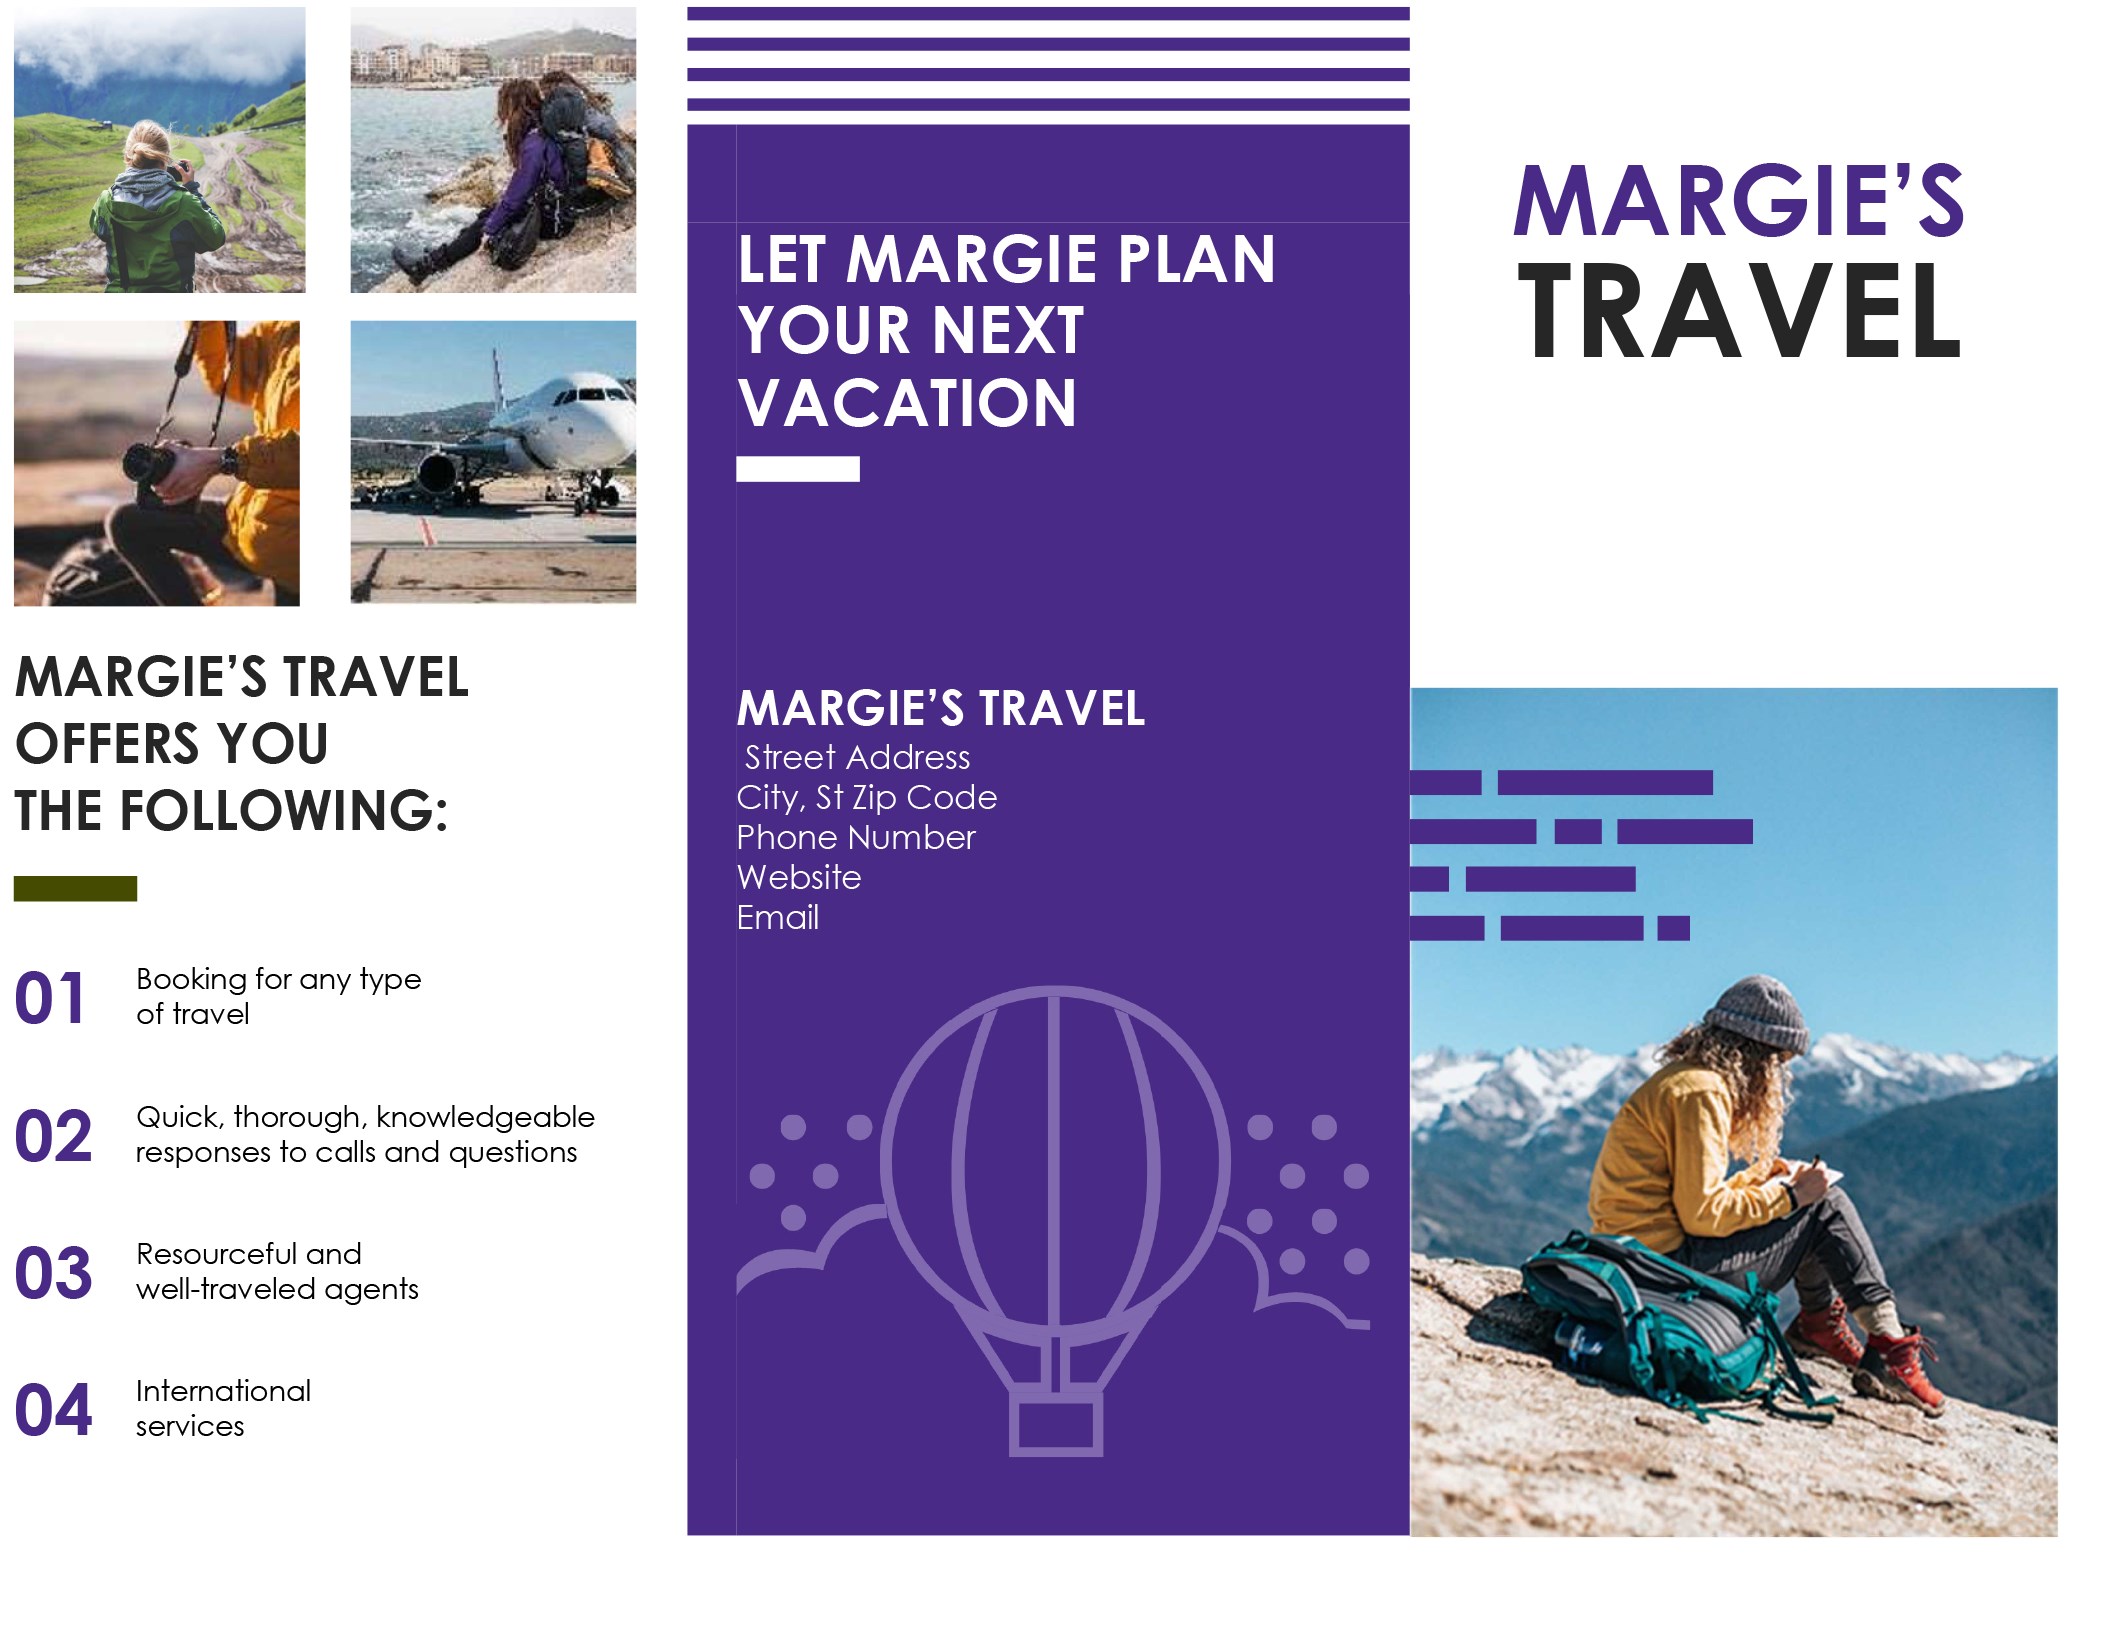 MARGIE’S TRAVEL
OFFERS YOU
THE FOLLOWING:
01 Booking for any type
of travel
02 Quick, thorough, knowledgeable
responses to calls and questions
03 Resourceful and
well-traveled agents
04 International
services
LET MARGIE PLAN
YOUR NEXT
VACATION
MARGIE’S TRAVEL
Street Address
City, St Zip Code
Phone Number
Website
Email
MARGIE’S
TRAVEL